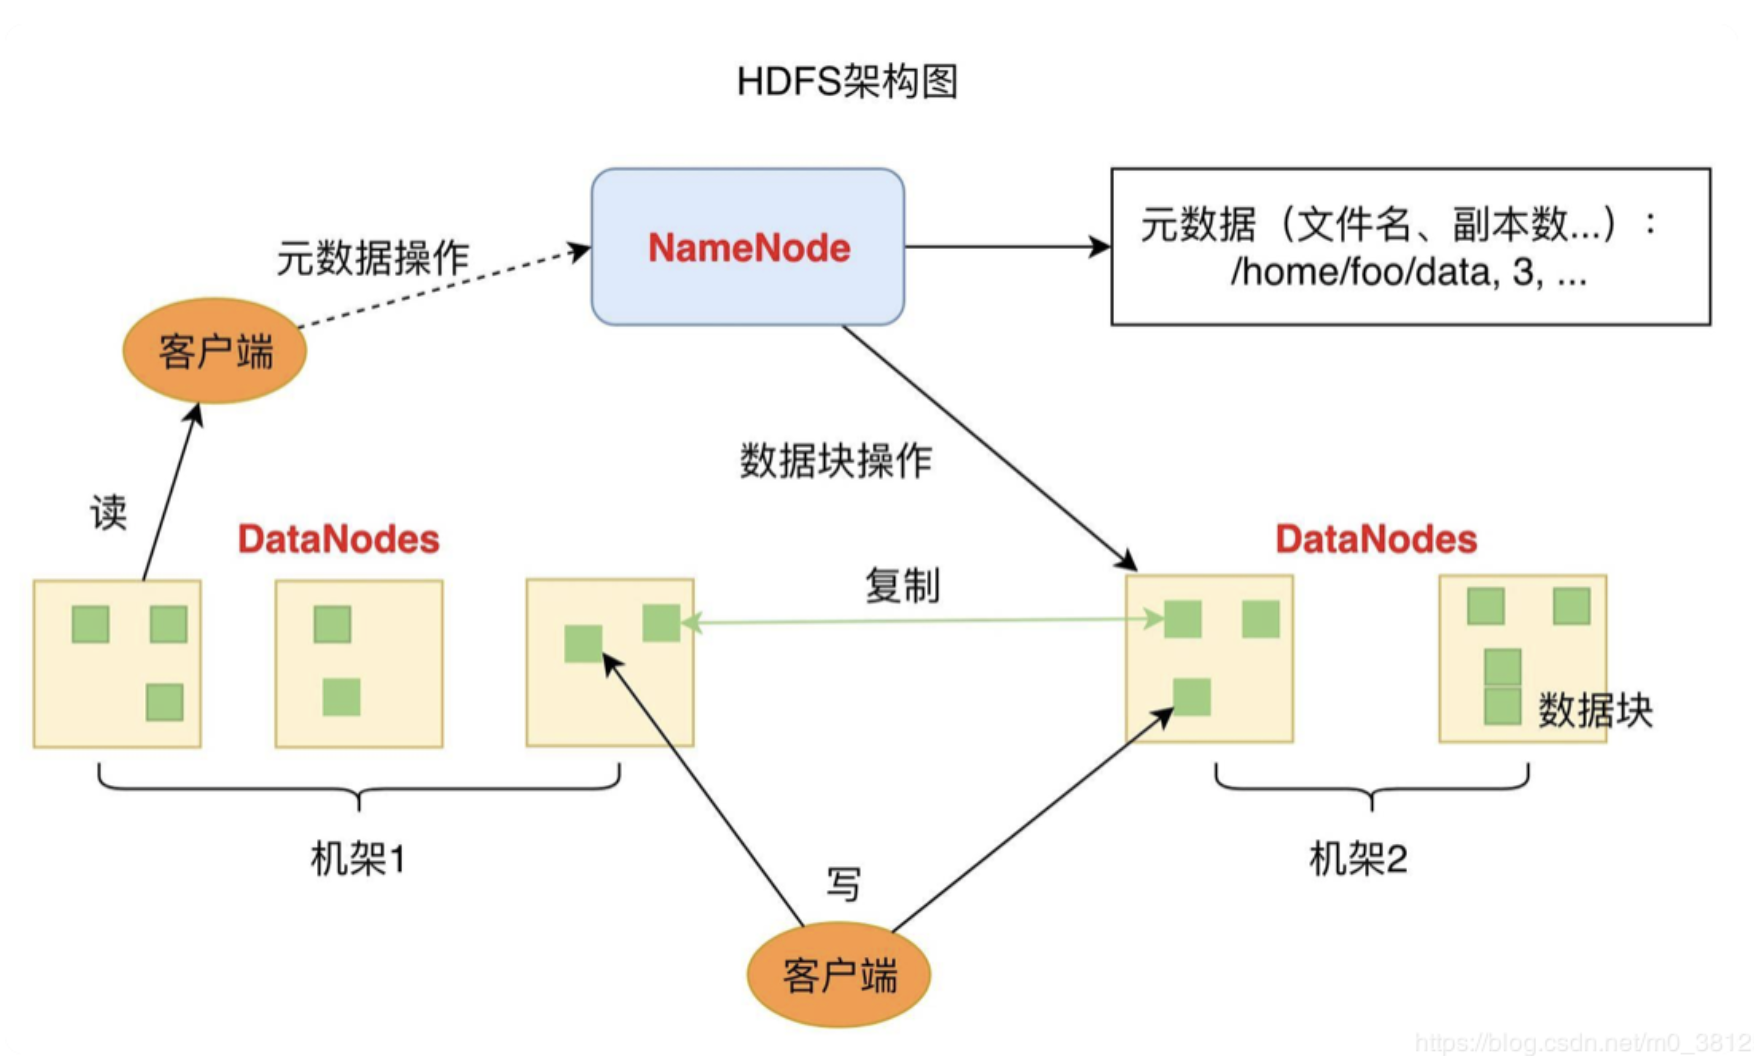 HDFS架构图
元数据操作
NameNode
元数据（文件名、副本数...）：
/home/foo/data, 3, ...
客户端
数据块操作
读
DataNodes
DataNodes
复制
数据块
机架1
机架2
写
客户端
https://blog.csdn.net/m0_3812